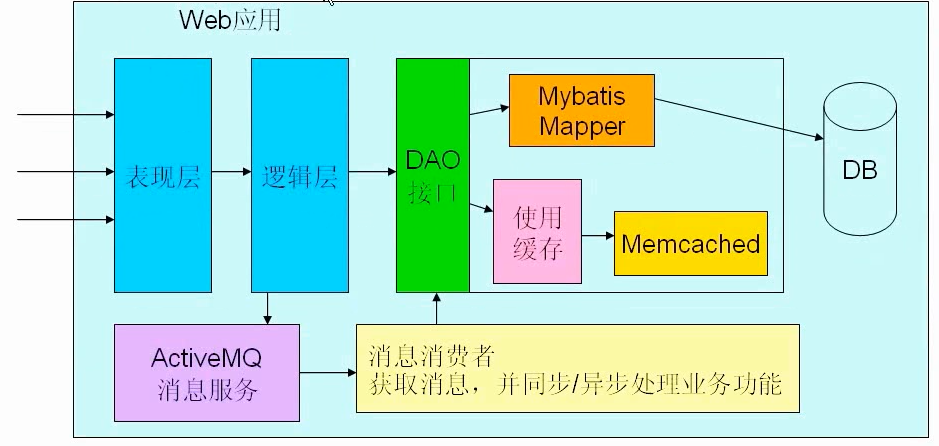 Web应用
表现层
逻辑层
DAO
接口
Mybatis
Mapper
使用
缓存
Memcached
DB
ActiveMQ
消息服务
消息消费者
获取消息，并同步/异步处理业务功能